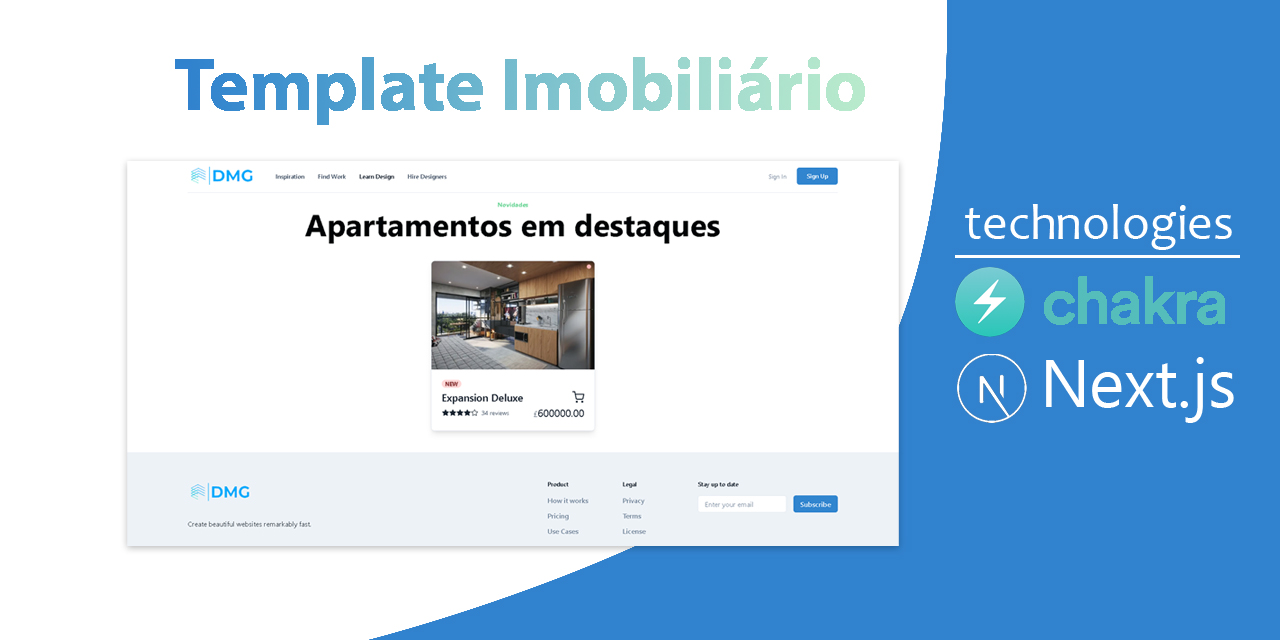 Template Imobiliário
DMG
Inspiration
Find Work
Learn Design
Hire Designers
Sign In
Sign Up
Novidades
Apartamentos em destaques
NEW
Expansion Deluxe
34 reviews
£600000.00
DMG
Create beautiful websites remarkably fast.
Product
How it works
Pricing
Use Cases
Legal
Privacy
Terms
License
Stay up to date
Enter your email
Subscribe
technologies
chakra
N
Next.js